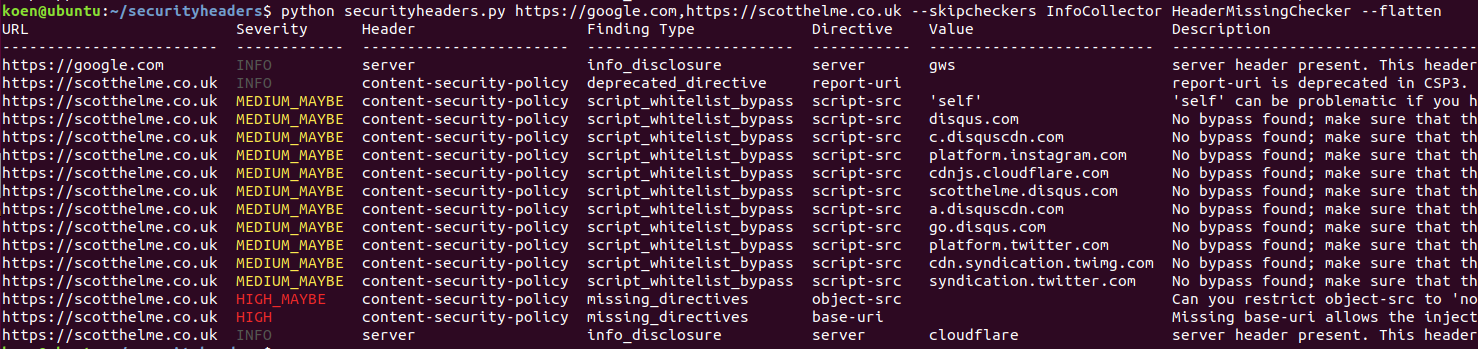 koen@ubuntu:~/securityheaders$ python securityheaders.py https://google.com,https://scotthelme.co.uk --skipcheckers InfoCollector HeaderMissingChecker --flatten
URL Severity Header Finding Type Directive Value Description
------------------------ ------------ ----------------------- ----------------------- ----------- ------------------------- -----------------------------------
https://google.com INFO server info_disclosure server gws server header present. This header
https://scotthelme.co.uk INFO content-security-policy deprecated_directive report-uri report-uri is deprecated in CSP3.
https://scotthelme.co.uk MEDIUM_MAYBE content-security-policy script_whitelist_bypass script-src 'self' 'self' can be problematic if you h
https://scotthelme.co.uk MEDIUM_MAYBE content-security-policy script_whitelist_bypass script-src disqus.com No bypass found; make sure that th
https://scotthelme.co.uk MEDIUM_MAYBE content-security-policy script_whitelist_bypass script-src c.disquscdn.com No bypass found; make sure that th
https://scotthelme.co.uk MEDIUM_MAYBE content-security-policy script_whitelist_bypass script-src platform.instagram.com No bypass found; make sure that th
https://scotthelme.co.uk MEDIUM_MAYBE content-security-policy script_whitelist_bypass script-src cdnjs.cloudflare.com No bypass found; make sure that th
https://scotthelme.co.uk MEDIUM_MAYBE content-security-policy script_whitelist_bypass script-src scotthelme.disqus.com No bypass found; make sure that th
https://scotthelme.co.uk MEDIUM_MAYBE content-security-policy script_whitelist_bypass script-src a.disquscdn.com No bypass found; make sure that th
https://scotthelme.co.uk MEDIUM_MAYBE content-security-policy script_whitelist_bypass script-src go.disqus.com No bypass found; make sure that th
https://scotthelme.co.uk MEDIUM_MAYBE content-security-policy script_whitelist_bypass script-src platform.twitter.com No bypass found; make sure that th
https://scotthelme.co.uk MEDIUM_MAYBE content-security-policy script_whitelist_bypass script-src cdn.syndication.twimg.com No bypass found; make sure that th
https://scotthelme.co.uk MEDIUM_MAYBE content-security-policy script_whitelist_bypass script-src syndication.twitter.com No bypass found; make sure that th
https://scotthelme.co.uk HIGH_MAYBE content-security-policy missing_directives object-src Can you restrict object-src to 'no
https://scotthelme.co.uk HIGH content-security-policy missing_directives base-uri Missing base-uri allows the inject
https://scotthelme.co.uk INFO server info_disclosure server cloudflare server header present. This header